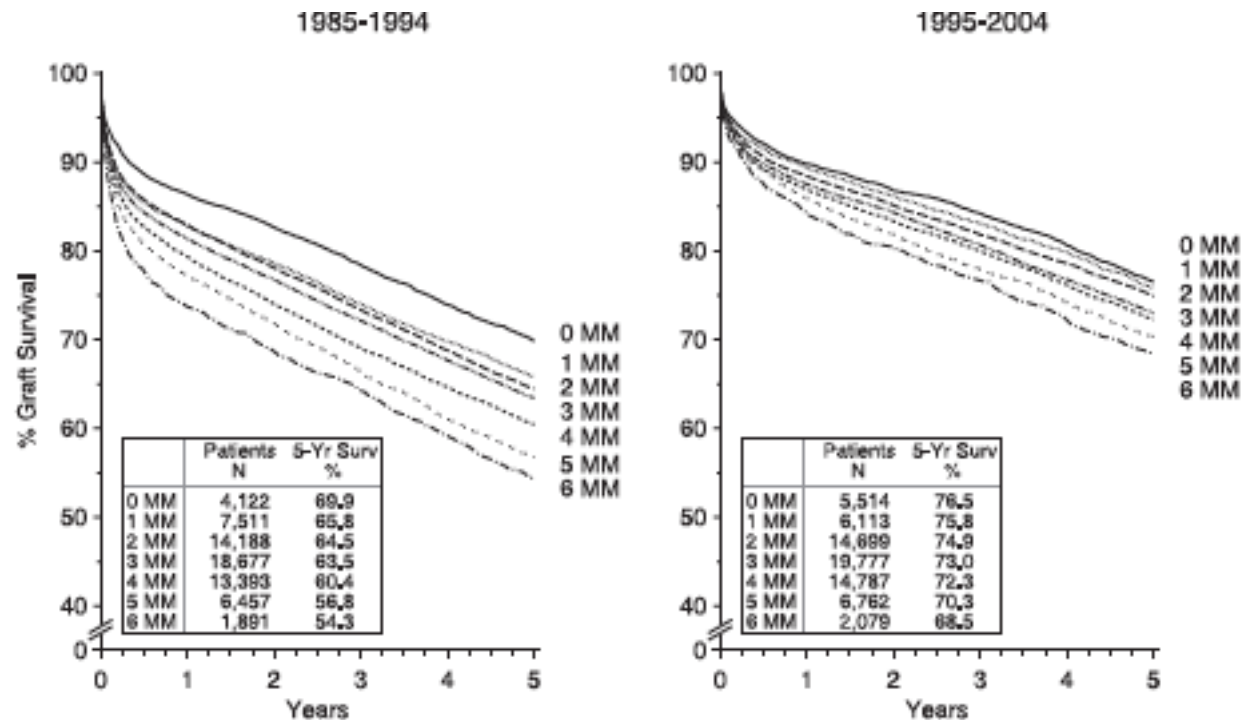 1985-1994
100
90
80
70
60
50
40
0
% Graft Survival
0 MM
1 MM
2 MM
3 MM
4 MM
5 MM
6 MM
Patients 5-Yr Surv
N %
0 MM 4,122 69.9
1 MM 7,511 65.8
2 MM 14,188 64.5
3 MM 18,677 63.5
4 MM 13,393 60.4
5 MM 6,457 56.8
6 MM 1,891 54.3
0 1 2 3 4 5
Years
1995-2004
100
90
80
70
60
50
40
0
0 MM
1 MM
2 MM
3 MM
4 MM
5 MM
6 MM
Patients 5-Yr Surv
N %
0 MM 5,514 76.5
1 MM 6,113 75.8
2 MM 14,699 74.9
3 MM 19,777 73.0
4 MM 14,787 72.3
5 MM 6,762 70.3
6 MM 2,079 68.5
0 1 2 3 4 5
Years